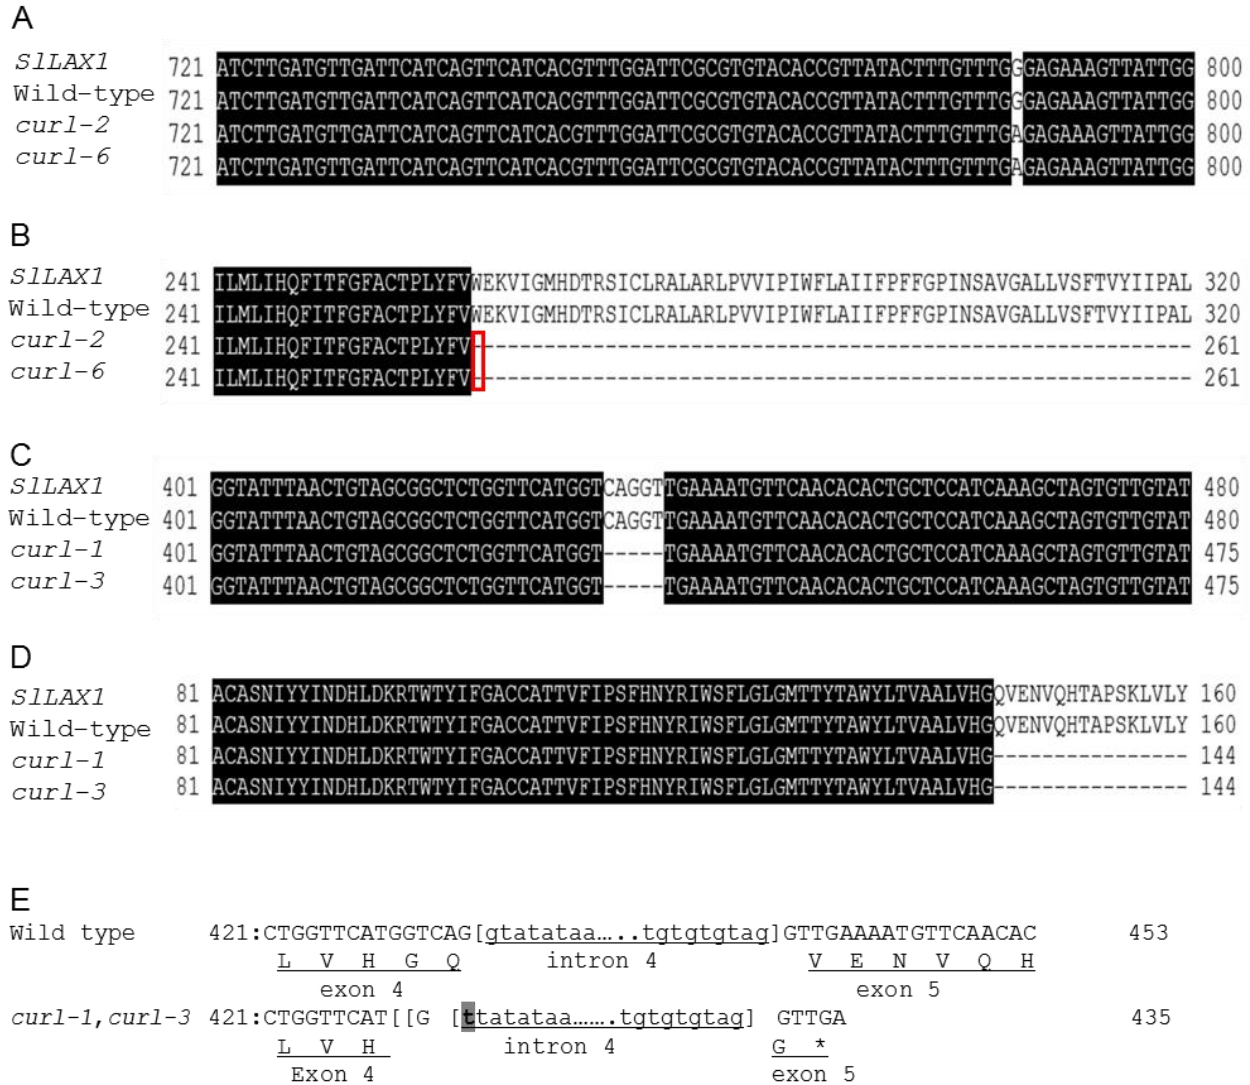 A
SlLAX1 721 ATCTTGATGTTGATTCATCAGTTCATCACGTTTGGATTCGCGTGTACACCGTTATACTTTGTTTGGGAGAAAGTTATTGG 800
Wild-type 721 ATCTTGATGTTGATTCATCAGTTCATCACGTTTGGATTCGCGTGTACACCGTTATACTTTGTTTGGGAGAAAGTTATTGG 800
curl-2 721 ATCTTGATGTTGATTCATCAGTTCATCACGTTTGGATTCGCGTGTACACCGTTATACTTTGTTTGAGAGAAAGTTATTGG 800
curl-6 721 ATCTTGATGTTGATTCATCAGTTCATCACGTTTGGATTCGCGTGTACACCGTTATACTTTGTTTGAGAGAAAGTTATTGG 800
B
SlLAX1 241 ILMLIHQFITFGFACTPLYFVWEKVIGMHDTRSICLRALARLPVVIPIWFLAIIFPFFGPINSAVGALLVSFTVYIIPAL 320
Wild-type 241 ILMLIHQFITFGFACTPLYFVWEKVIGMHDTRSICLRALARLPVVIPIWFLAIIFPFFGPINSAVGALLVSFTVYIIPAL 320
curl-2 241 ILMLIHQFITFGFACTPLYFV----------------------------------------------------------- 261
curl-6 241 ILMLIHQFITFGFACTPLYFV----------------------------------------------------------- 261
C
SlLAX1 401 GGTATTTAACTGTAGCGGCTCTGGTTCATGGTCAGGTTGAAAATGTTCAACACACTGCTCCATCAAAGCTAGTGTTGTAT 480
Wild-type 401 GGTATTTAACTGTAGCGGCTCTGGTTCATGGTCAGGTTGAAAATGTTCAACACACTGCTCCATCAAAGCTAGTGTTGTAT 480
curl-1 401 GGTATTTAACTGTAGCGGCTCTGGTTCATGGT-----TGAAAATGTTCAACACACTGCTCCATCAAAGCTAGTGTTGTAT 475
curl-3 401 GGTATTTAACTGTAGCGGCTCTGGTTCATGGT-----TGAAAATGTTCAACACACTGCTCCATCAAAGCTAGTGTTGTAT 475
D
SlLAX1 81 ACASNIYYINDHLDKRTWTYIFGACCATTVFIPSFHNYRIWSFLGLGMTTYTAWYLTVAALVHGQVENVQHTAPSKLVLY 160
Wild-type 81 ACASNIYYINDHLDKRTWTYIFGACCATTVFIPSFHNYRIWSFLGLGMTTYTAWYLTVAALVHGQVENVQHTAPSKLVLY 160
curl-1 81 ACASNIYYINDHLDKRTWTYIFGACCATTVFIPSFHNYRIWSFLGLGMTTYTAWYLTVAALVHG---------------- 144
curl-3 81 ACASNIYYINDHLDKRTWTYIFGACCATTVFIPSFHNYRIWSFLGLGMTTYTAWYLTVAALVHG---------------- 144
E
Wild type 421:CTGGTTCATGGTCAG[gtatataa…..tgtgtgtag]GTTGAAAATGTTCAACAC 453
L V H G Q intron 4 V E N V Q H
exon 4 exon 5
curl-1,curl-3 421:CTGGTTCAT[[G [ttatataa…….tgtgtgtag] GTTGA 435
L V H intron 4 G *
Exon 4 exon 5